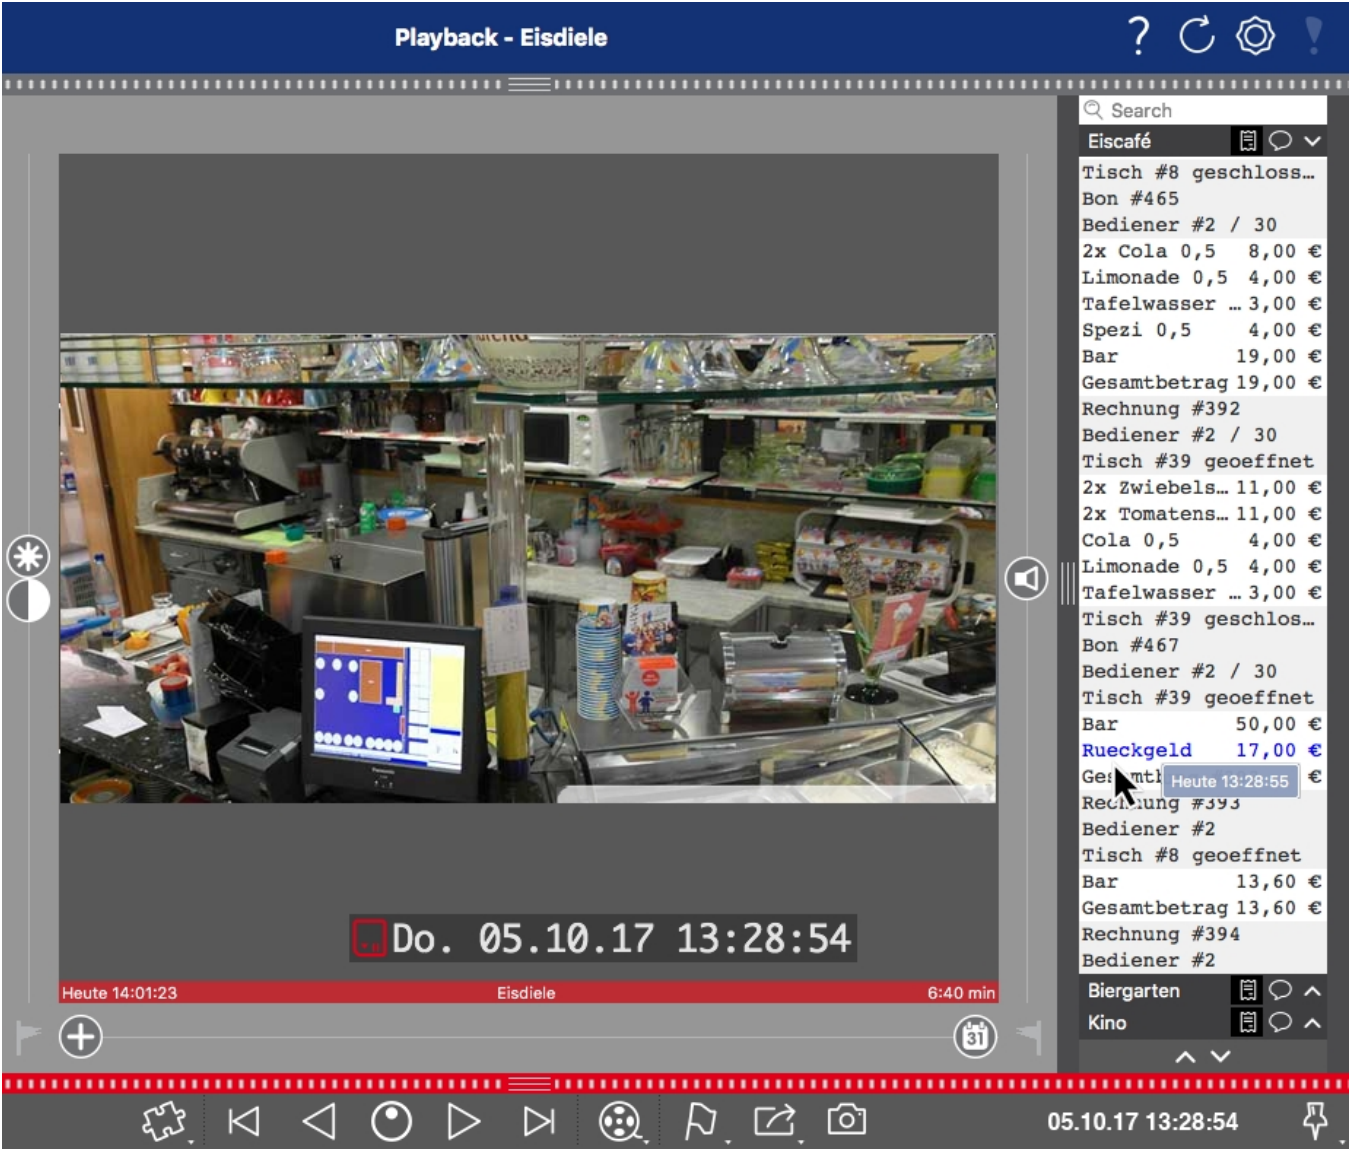 Playback - Eisdiele
Search
Eiscafé
Tisch #8 geschloss…
Bon #465
Bediener #2 / 30
2x Cola 0,5 8,00 €
Limonade 0,5 4,00 €
Tafelwasser … 3,00 €
Spezi 0,5 4,00 €
Bar 19,00 €
Gesamtbetrag 19,00 €
Rechnung #392
Bediener #2 / 30
Tisch #39 geoeffnet
2x Zwiebels… 11,00 €
2x Tomatens… 11,00 €
Cola 0,5 4,00 €
Limonade 0,5 4,00 €
Tafelwasser … 3,00 €
Tisch #39 geschlos…
Bon #467
Bediener #2 / 30
Tisch #39 geoeffnet
Bar 50,00 €
Rueckgeld 17,00 €
€
Heute 13:28:55
Rechnung #393
Bediener #2
Tisch #8 geoeffnet
Bar 13,60 €
Gesamtbetrag 13,60 €
Rechnung #394
Bediener #2
Biergarten
Kino
Do. 05.10.17 13:28:54
Heute 14:01:23 Eisdiele 6:40 min
31
05.10.17 13:28:54